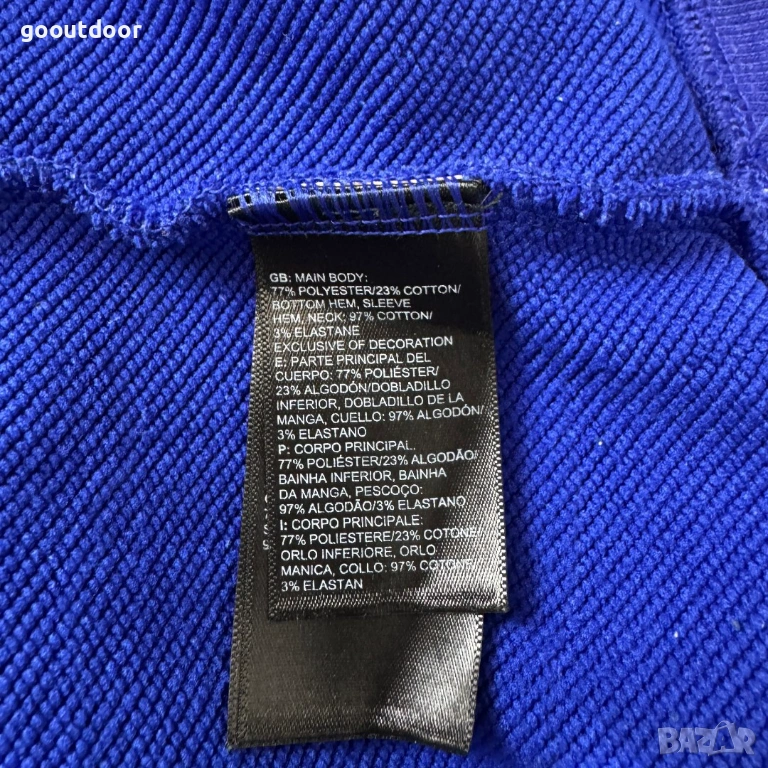 gooutdoor
GB: MAIN BODY:
77% POLYESTER/23% COTTON/
BOTTOM HEM, SLEEVE
HEM, NECK: 97% COTTON/
3% ELASTANE
EXCLUSIVE OF DECORATION
E: PARTE PRINCIPAL DEL
CUERPO: 77% POLIÉSTER/
23% ALGODÓN/DOBLADILLO
INFERIOR, DOBLADILLO DE LA
MANGA, CUELLO: 97% ALGODÓN/
3% ELASTANO
P: CORPO PRINCIPAL.
77% POLIÉSTER/23% ALGODÃO/
BAINHA INFERIOR, BAINHA
DA MANGA, PESCOÇO:
97% ALGODÃO/3% ELASTANO
I: CORPO PRINCIPALE:
77% POLIESTERE/23% COTONE/
ORLO INFERIORE, ORLO
MANICA, COLLO: 97% COTONE/
3% ELASTAN
BAZAR